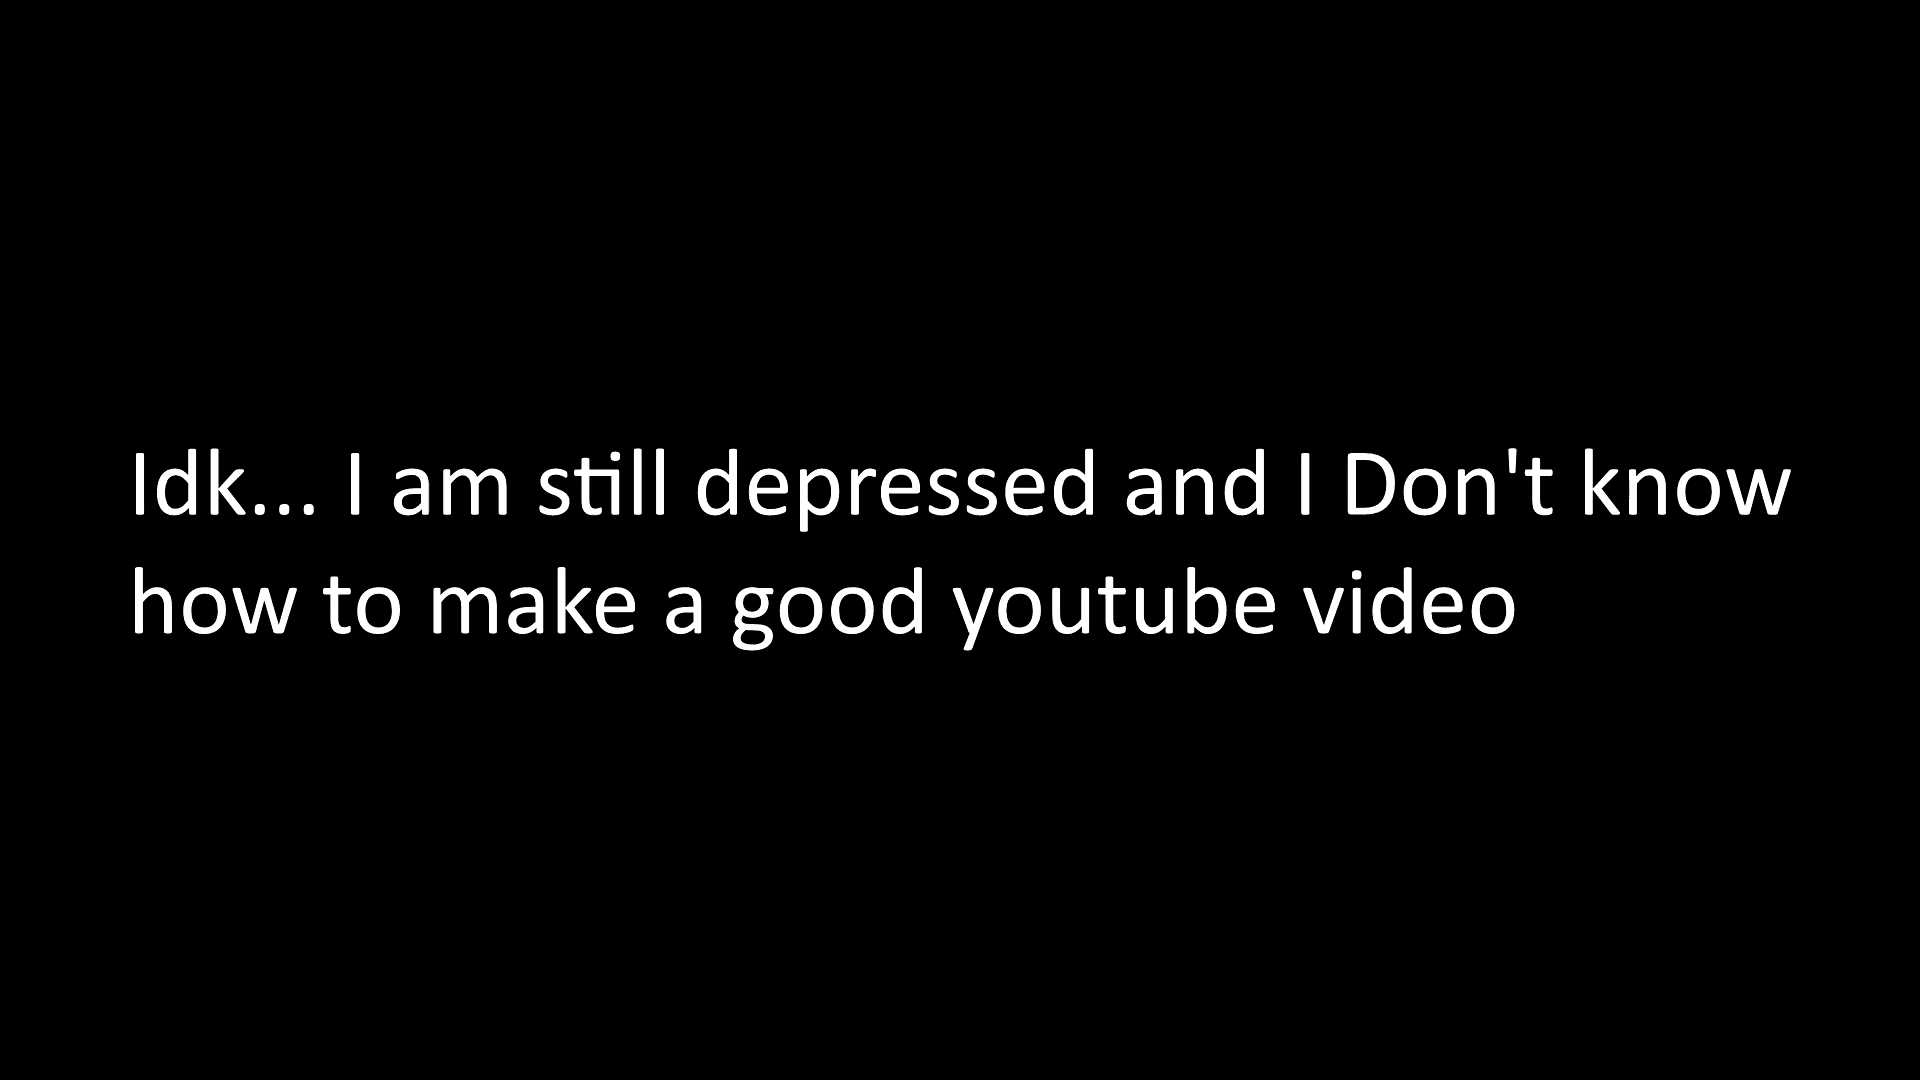 Idk... I am still depressed and I Don't know
how to make a good youtube video